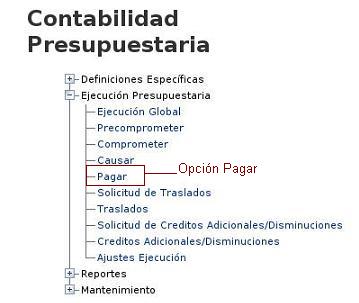 Contabilidad
Presupuestaria
Definiciones Específicas
Ejecución Presupuestaria
Ejecución Global
Precomprometer
Comprometer
Causar
Pagar
Opción Pagar
Solicitud de Traslados
Traslados
Solicitud de Creditos Adicionales/Disminuciones
Creditos Adicionales/Disminuciones
Ajustes Ejecución
Reportes
Mantenimiento